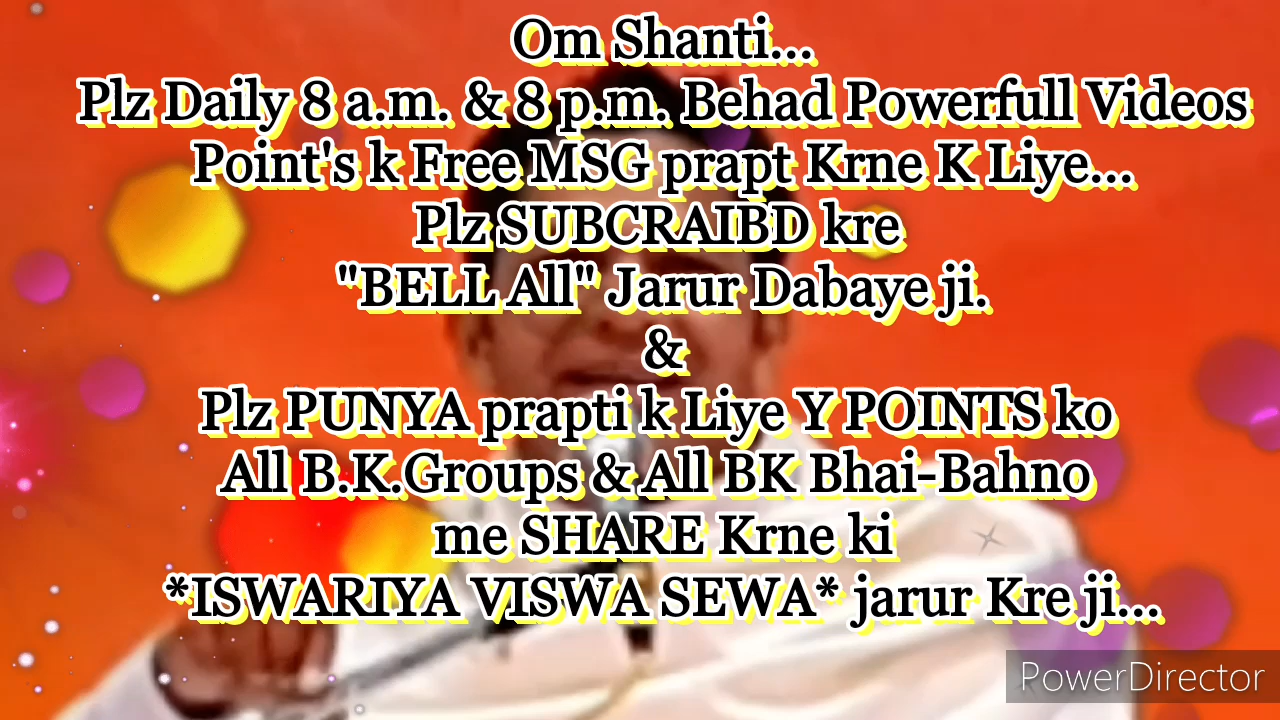 Om Shanti...
Plz Daily 8 a.m. & 8 p.m. Behad Powerfull Videos
Point's k Free MSG prapt Krne K Liye...
Plz SUBCRAIBD kre
"BELL All" Jarur Dabaye ji.
&
Plz PUNYA prapti k Liye Y POINTS ko
All B.K.Groups & All BK Bhai-Bahno
me SHARE Krne ki
*ISWARIYA VISWA SEWA* jarur Kre ji...
PowerDirector